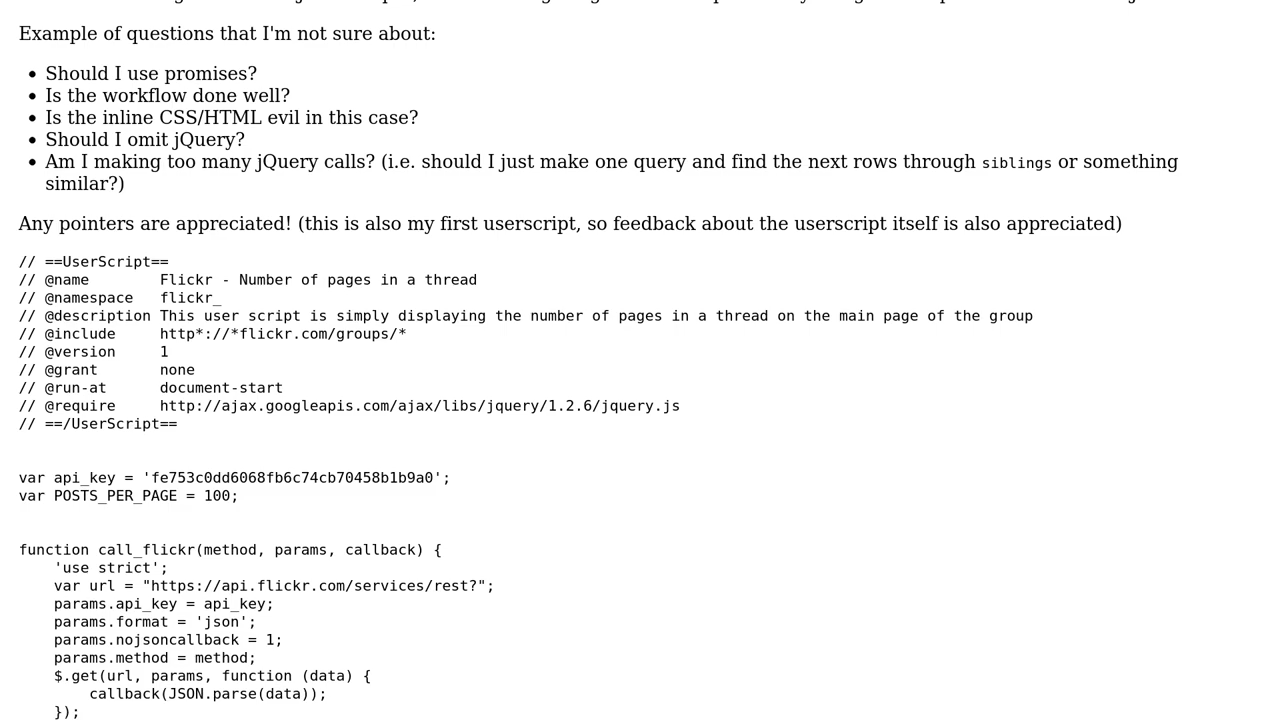 Example of questions that I'm not sure about:
• Should I use promises?
• Is the workflow done well?
• Is the inline CSS/HTML evil in this case?
• Should I omit jQuery?
• Am I making too many jQuery calls? (i.e. should I just make one query and find the next rows through siblings or something
similar?)
Any pointers are appreciated! (this is also my first userscript, so feedback about the userscript itself is also appreciated)
// ==UserScript==
// @name        Flickr - Number of pages in a thread
// @namespace   flickr_
// @description This user script is simply displaying the number of pages in a thread on the main page of the group
// @include     http*://*flickr.com/groups/*
// @version     1
// @grant       none
// @run-at      document-start
// @require     http://ajax.googleapis.com/ajax/libs/jquery/1.2.6/jquery.js
// ==/UserScript==
var api_key = 'fe753c0dd6068fb6c74cb70458b1b9a0';
var POSTS_PER_PAGE = 100;
function call_flickr(method, params, callback) {
    'use strict';
    var url = "https://api.flickr.com/services/rest?";
    params.api_key = api_key;
    params.format = 'json';
    params.nojsoncallback = 1;
    params.method = method;
    $.get(url, params, function (data) {
        callback(JSON.parse(data));
    });